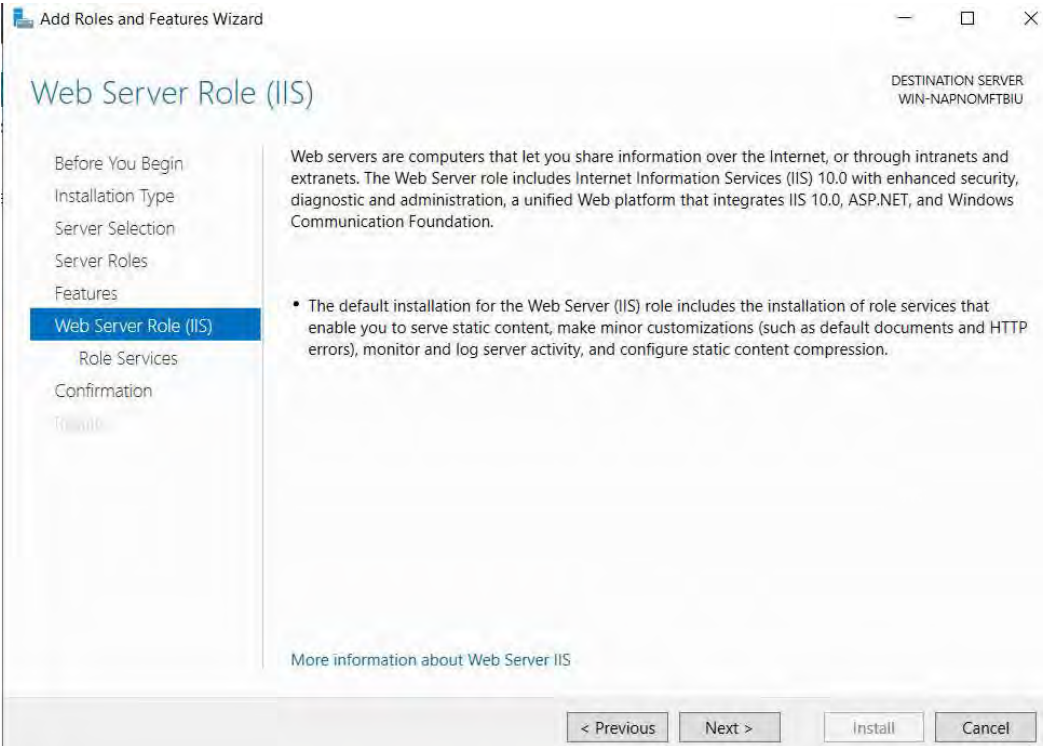 Add Roles and Features Wizard
Web Server Role (IIS)
DESTINATION SERVER
WIN-NAPNOMFTBIU
Before You Begin
Installation Type
Server Selection
Server Roles
Features
Web Server Role (IIS)
Role Services
Confirmation
Results
Web servers are computers that let you share information over the Internet, or through intranets and
extranets. The Web Server role includes Internet Information Services (IIS) 10.0 with enhanced security,
diagnostic and administration, a unified Web platform that integrates IIS 10.0, ASP.NET, and Windows
Communication Foundation.
• The default installation for the Web Server (IIS) role includes the installation of role services that
enable you to serve static content, make minor customizations (such as default documents and HTTP
errors), monitor and log server activity, and configure static content compression.
More information about Web Server IIS
< Previous
Next >
Install
Cancel